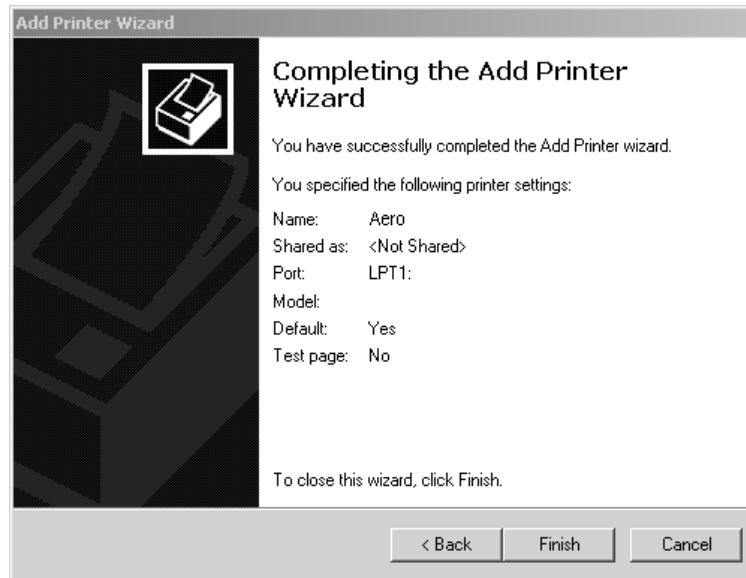 Add Printer Wizard
Completing the Add Printer
Wizard
You have successfully completed the Add Printer wizard.
You specified the following printer settings:
Name: Aero
Shared as: <Not Shared>
Port: LPT1:
Model:
Default: Yes
Test page: No
To close this wizard, click Finish.
< Back Finish Cancel